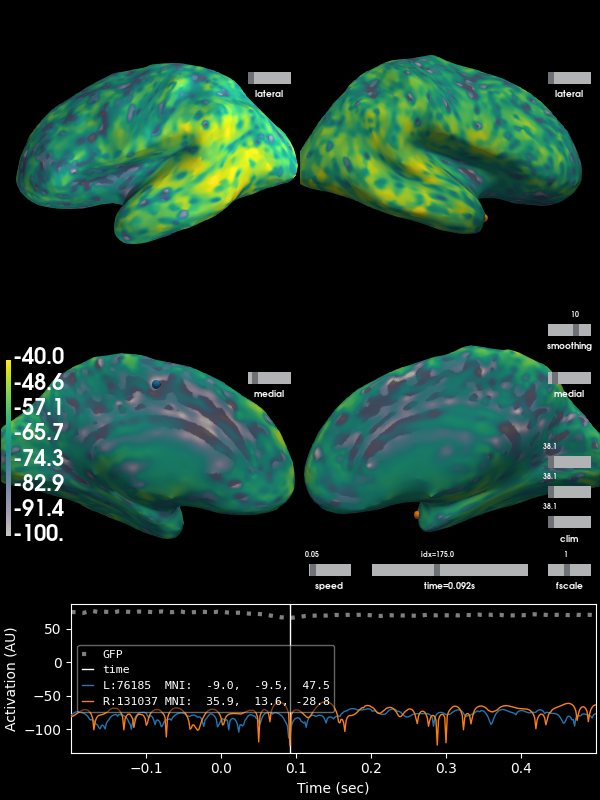 lateral
lateral
10
smoothing
-40.0
-48.6
-57.1
-65.7
-74.3
-82.9
-91.4
-100.
medial
medial
38.1
38.1
38.1
clim
0.05
speed
idx=175.0
time=0.092s
1
fscale
Activation (AU)
50
0
−50
−100
GFP
time
L:76185 MNI: -9.0, -9.5, 47.5
R:131037 MNI: 35.9, 13.6, -28.8
−0.1
0.0
0.1
0.2
0.3
0.4
Time (sec)